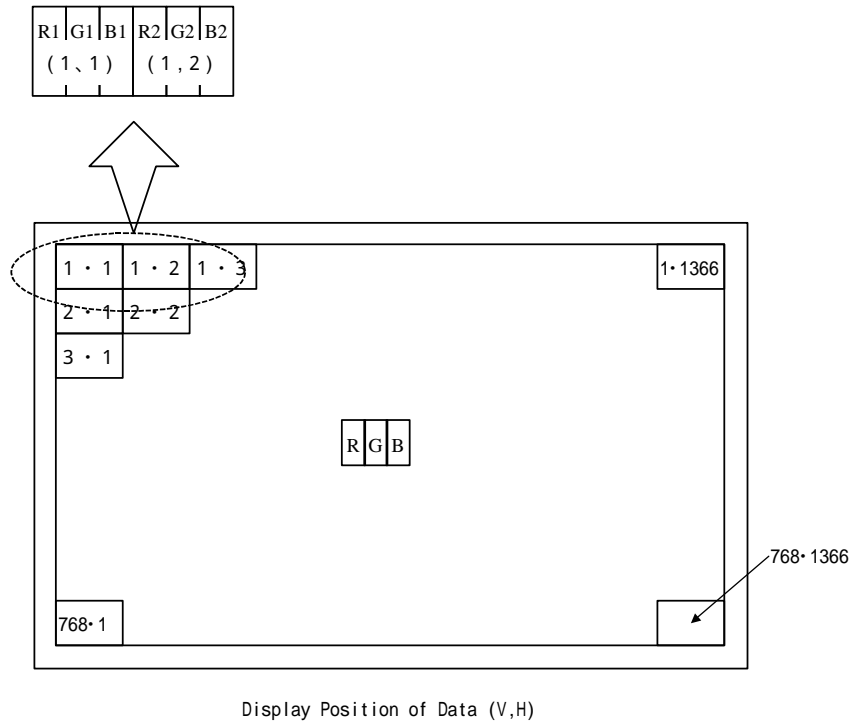 R1 G1 B1 R2 G2 B2
(1、1) (1,2)
1・1 1・2 1・3 1・1366
2・1 2・2
3・1
R G B
768・1366
768・1
Display Position of Data (V,H)